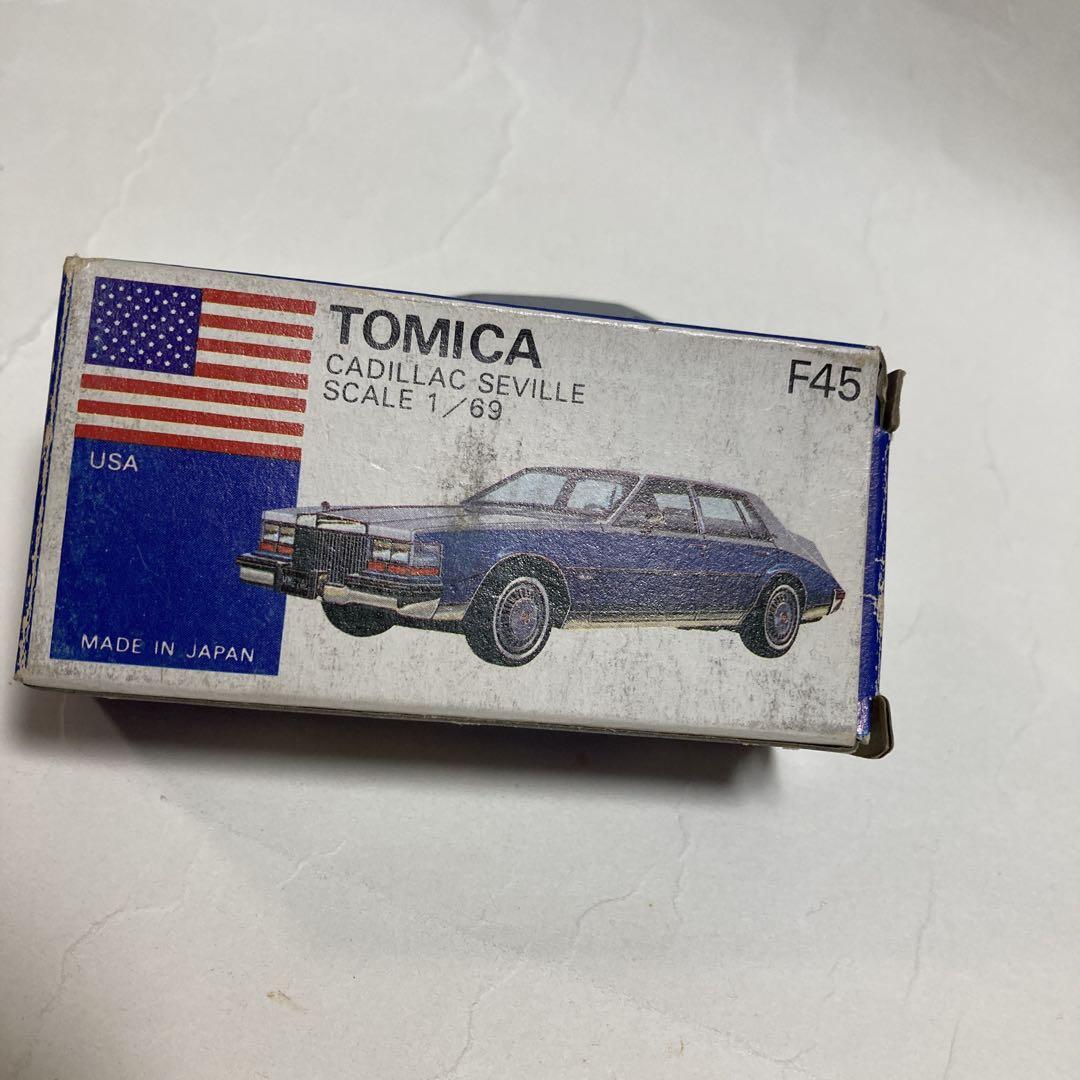 TOMICA
CADILLAC SEVILLE
SCALE 1/69
F45
USA
MADE IN JAPAN